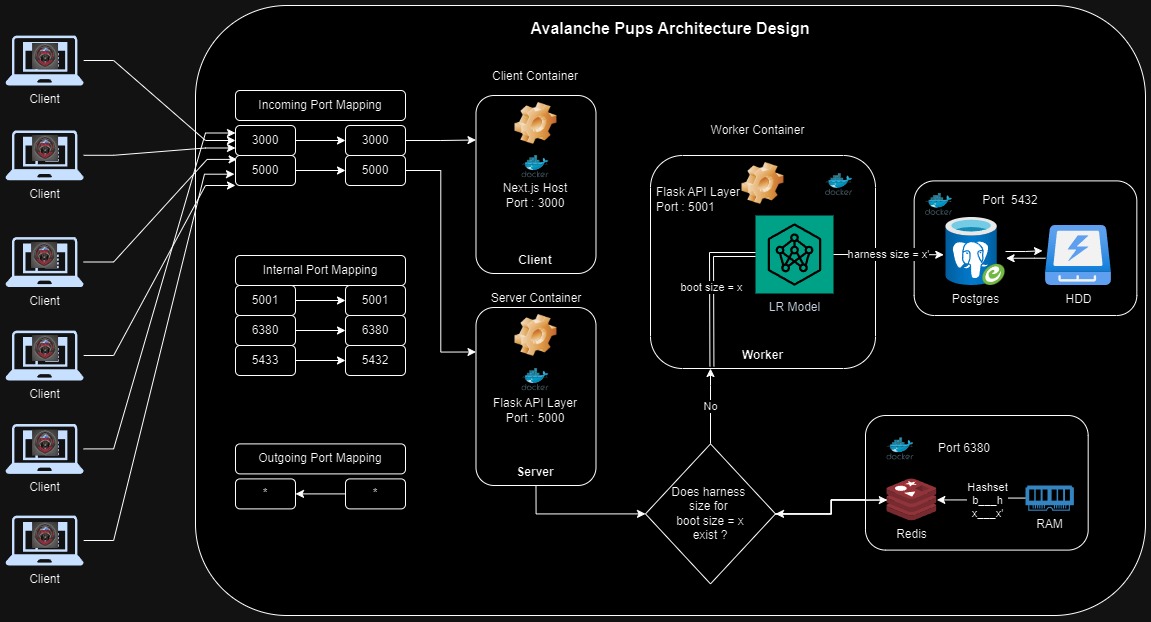 Avalanche Pups Architecture Design
Client
Client
Client
Client
Client
Client
Incoming Port Mapping
3000 3000
5000 5000
Internal Port Mapping
5001 5001
6380 6380
5433 5432
Outgoing Port Mapping
* *
Client Container
docker
Next.js Host
Port : 3000
Client
Server Container
docker
Flask API Layer
Port : 5000
Server
Worker Container
Flask API Layer
Port : 5001
docker
boot size = x
LR Model
Worker
harness size = x'
docker
Port 5432
Postgres
HDD
No
Does harness
size for
boot size = x
exist ?
docker
Port 6380
Redis
Hashset
b___h
x___x'
RAM